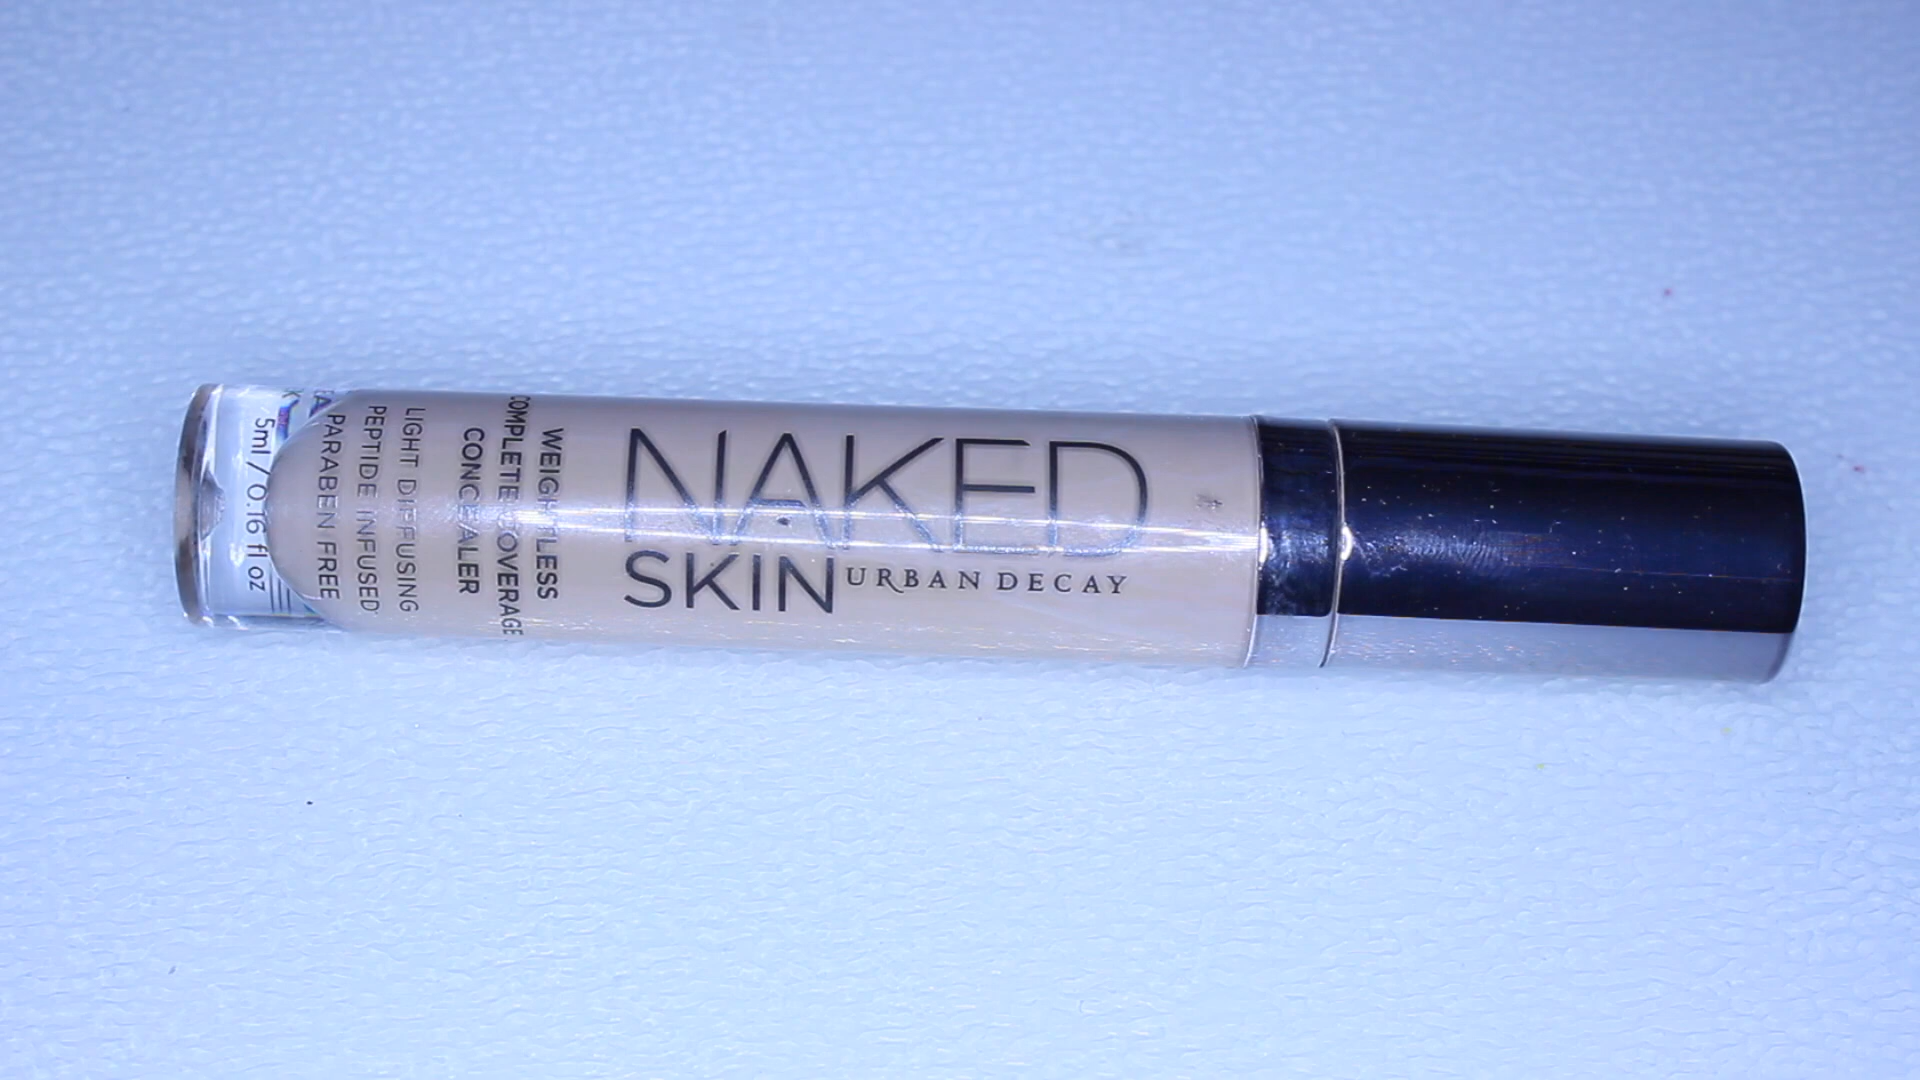 NAKED
SKIN URBAN DECAY
WEIGHTLESS
COMPLETE COVERAGE
CONCEALER
LIGHT DIFFUSING
PEPTIDE INFUSED
PARABEN FREE
5ml / 0.16 fl oz